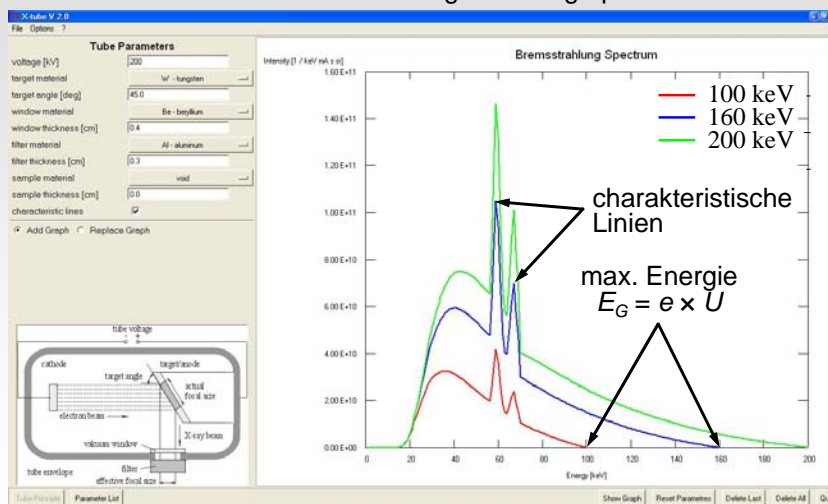 X-tube V 2.0
File Options ?
Tube Parameters
voltage [kV] 200
target material W - tungsten
target angle [deg] 45.0
window material Be - beryllium
window thickness [cm] 0.4
filter material Al - aluminum
filter thickness [cm] 0.3
sample material void
sample thickness [cm] 0.0
characteristic lines
Add Graph Replace Graph
tube voltage
cathode
target/anode
target angle
actual
focal size
electron beam
X-ray beam
vakuum window
filter
tube envelope
effective focal size
Tube Principle Parameter List
Bremsstrahlung Spectrum
Intensity [1 / keV mA s sr]
1.60 E+11
1.40 E+11
1.20 E+11
1.00 E+11
8.00 E+10
6.00 E+10
4.00 E+10
2.00 E+10
0.00 E+00
100 keV
160 keV
200 keV
charakteristische
Linien
max. Energie
E_G = e × U
0 20 40 60 80 100 120 140 160 180 200
Energy [keV]
Show Graph Reset Parametres Delete Last Delete All